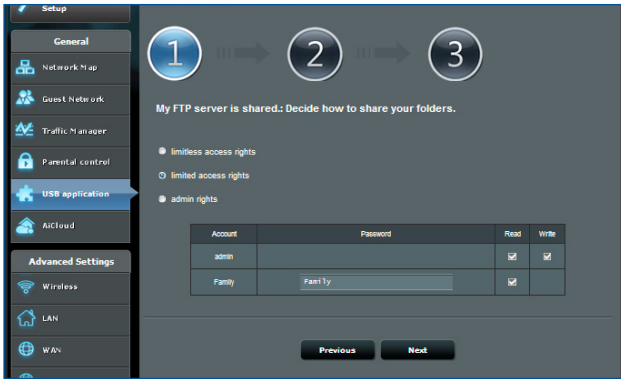 Setup
General
Network Map
Guest Network
Traffic Manager
Parental control
USB application
AiCloud
Advanced Settings
Wireless
LAN
WAN
1 2 3
My FTP server is shared.: Decide how to share your folders.
limitless access rights
limited access rights
admin rights
Account Password Read Write
admin
Family Family
Previous Next